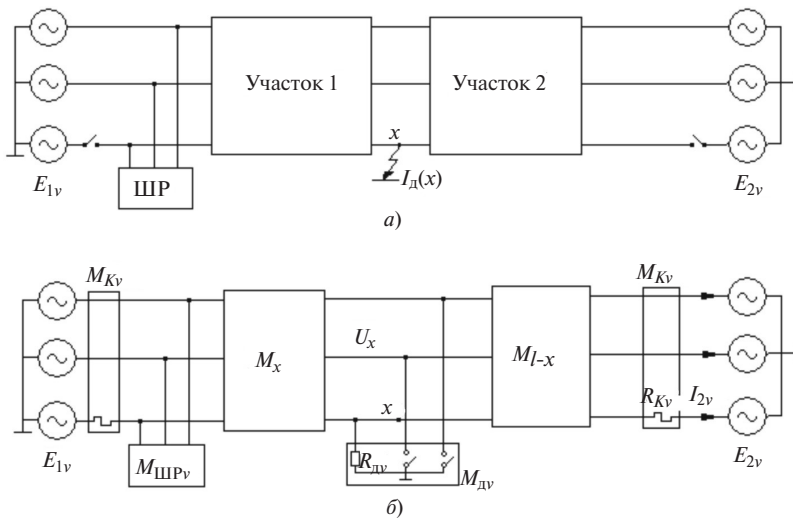 Участок 1
Участок 2
x
E1v
ШР
Iд(x)
E2v
а)
MKv
MKv
Ux
Mx
Ml-x
x
RKv
I2v
E1v
MШРv
Rдv
Mдv
E2v
б)